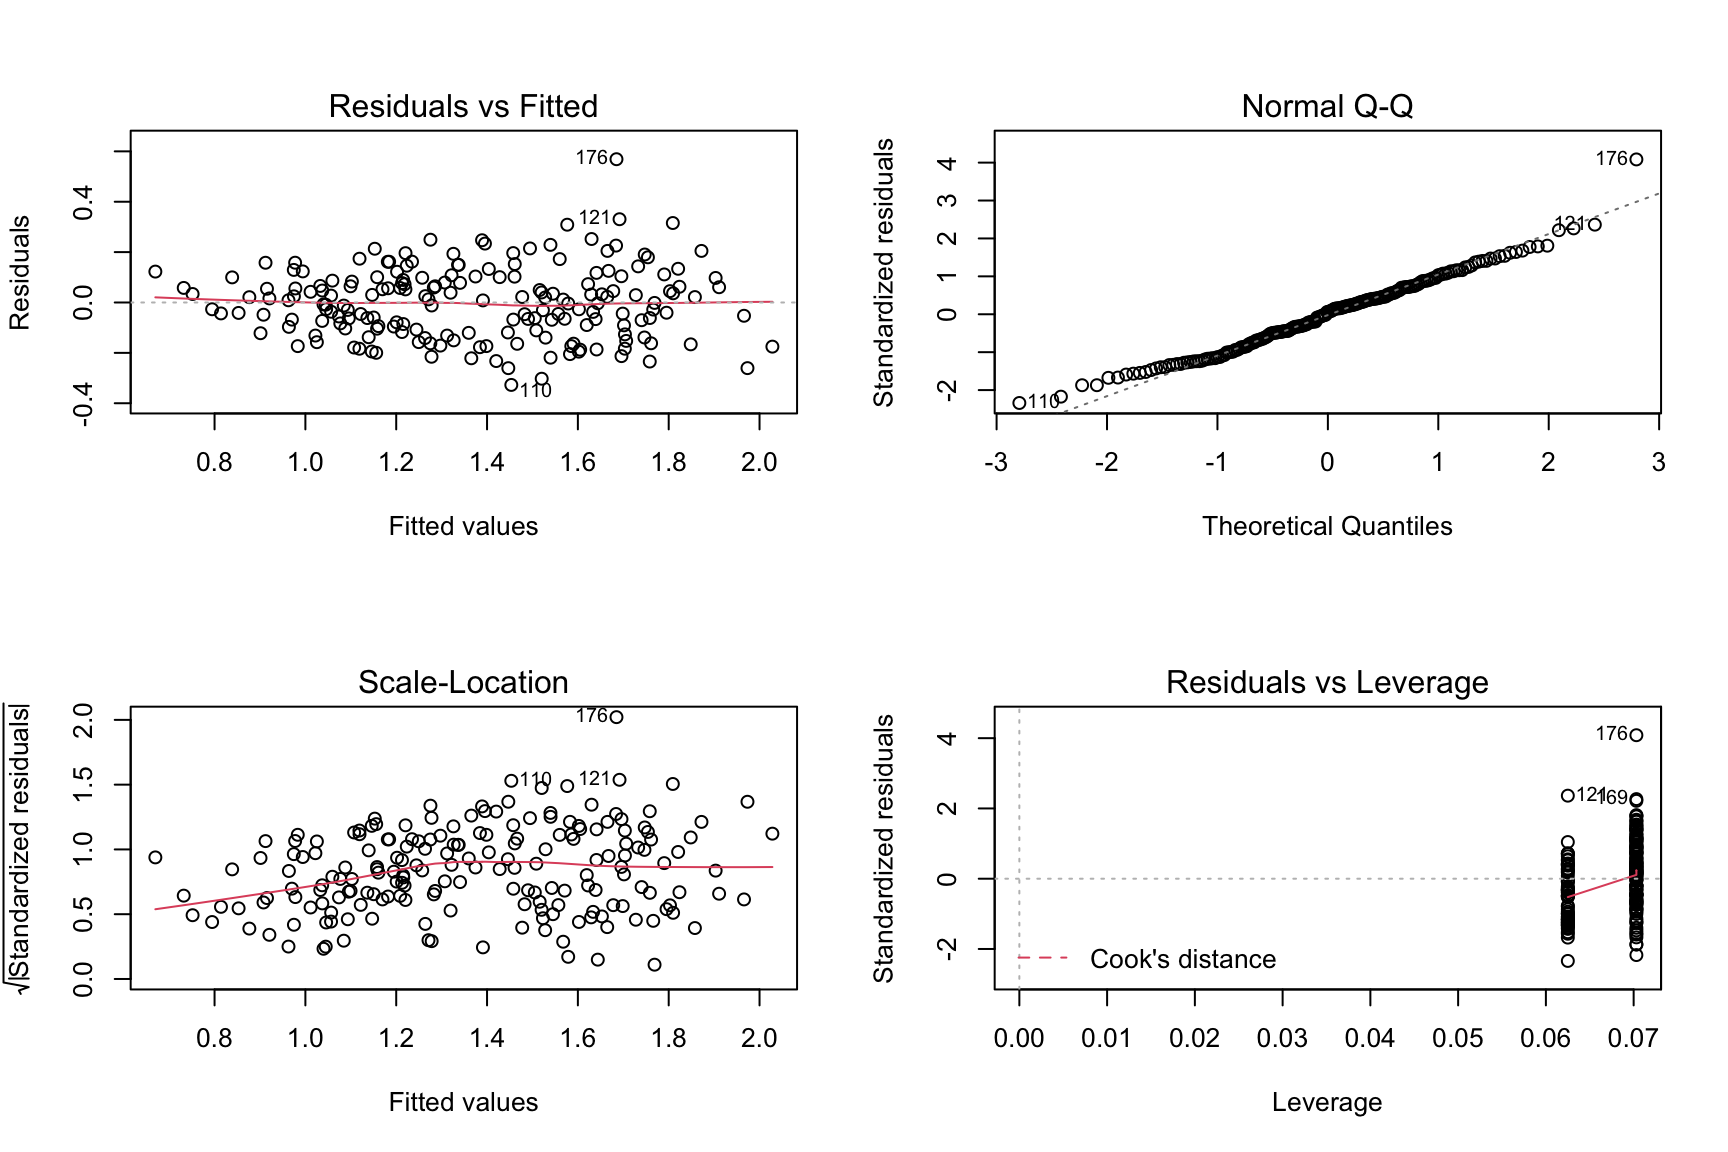 Residuals vs Fitted
Residuals
0.4
0.0
-0.4
176
121
110
0.8 1.0 1.2 1.4 1.6 1.8 2.0
Fitted values
Normal Q-Q
Standardized residuals
4
3
2
1
0
-2
176
121
110
-3 -2 -1 0 1 2 3
Theoretical Quantiles
Scale-Location
√|Standardized residuals|
2.0
1.5
1.0
0.5
0.0
176
110
121
0.8 1.0 1.2 1.4 1.6 1.8 2.0
Fitted values
Residuals vs Leverage
Standardized residuals
4
2
0
-2
176
121
169
Cook's distance
0.00 0.01 0.02 0.03 0.04 0.05 0.06 0.07
Leverage